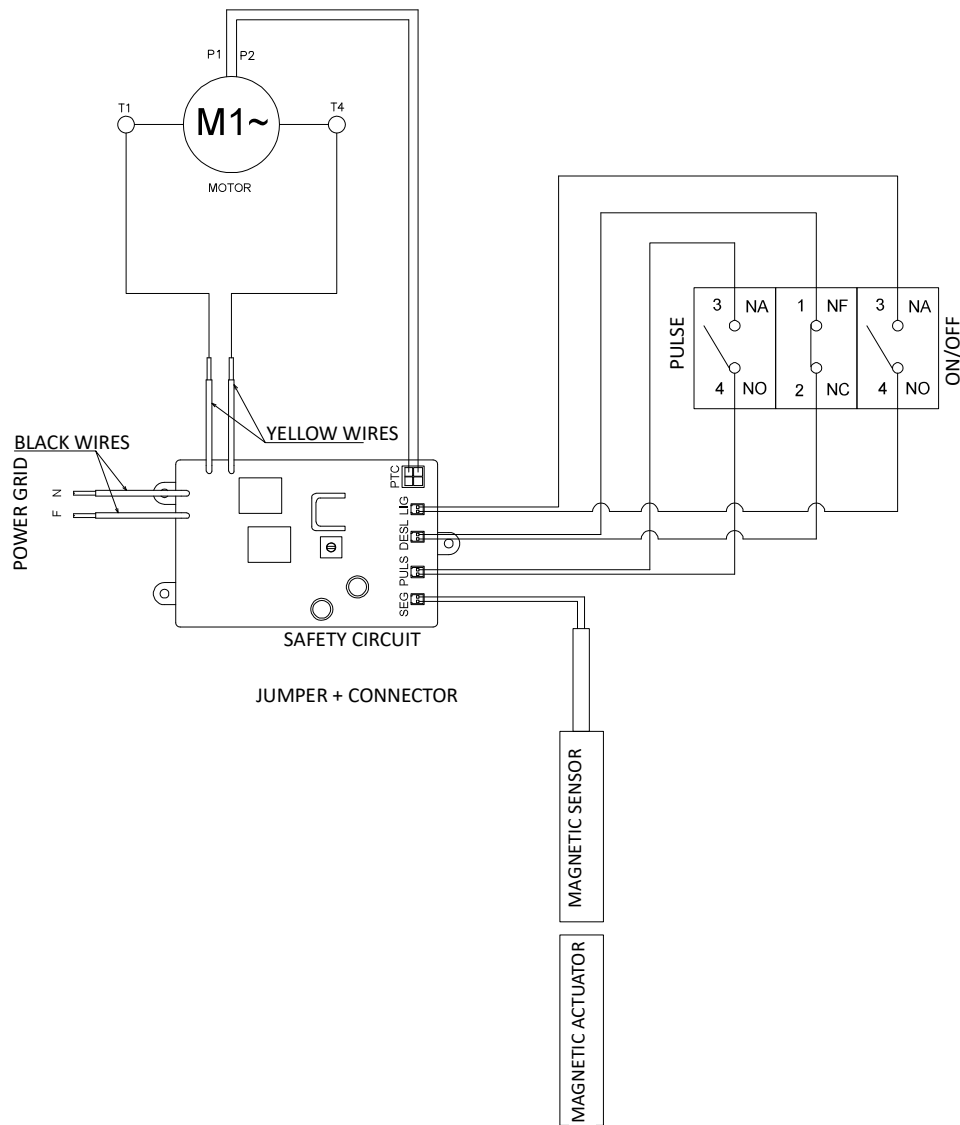 P1 P2
T1
T4
M1~
MOTOR
3 NA
1 NF
3 NA
PULSE
ON/OFF
4 NO
2 NC
4 NO
YELLOW WIRES
BLACK WIRES
POWER GRID
N
F
PTC
LIG
DESL
PULS
SEG
SAFETY CIRCUIT
JUMPER + CONNECTOR
MAGNETIC SENSOR
MAGNETIC ACTUATOR